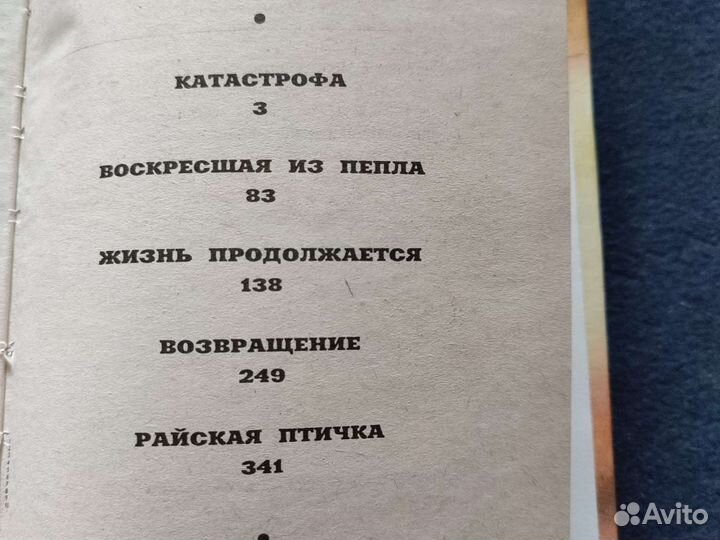 КАТАСТРОФА
3
ВОСКРЕСШАЯ ИЗ ПЕПЛА
83
ЖИЗНЬ ПРОДОЛЖАЕТСЯ
138
ВОЗВРАЩЕНИЕ
249
РАЙСКАЯ ПТИЧКА
341
Avito